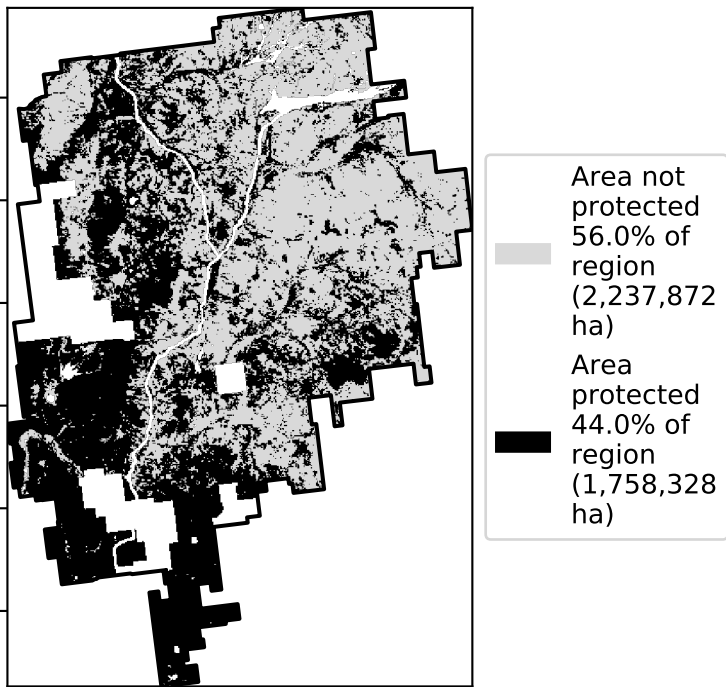 Area not
protected
56.0% of
region
(2,237,872
ha)
Area
protected
44.0% of
region
(1,758,328
ha)